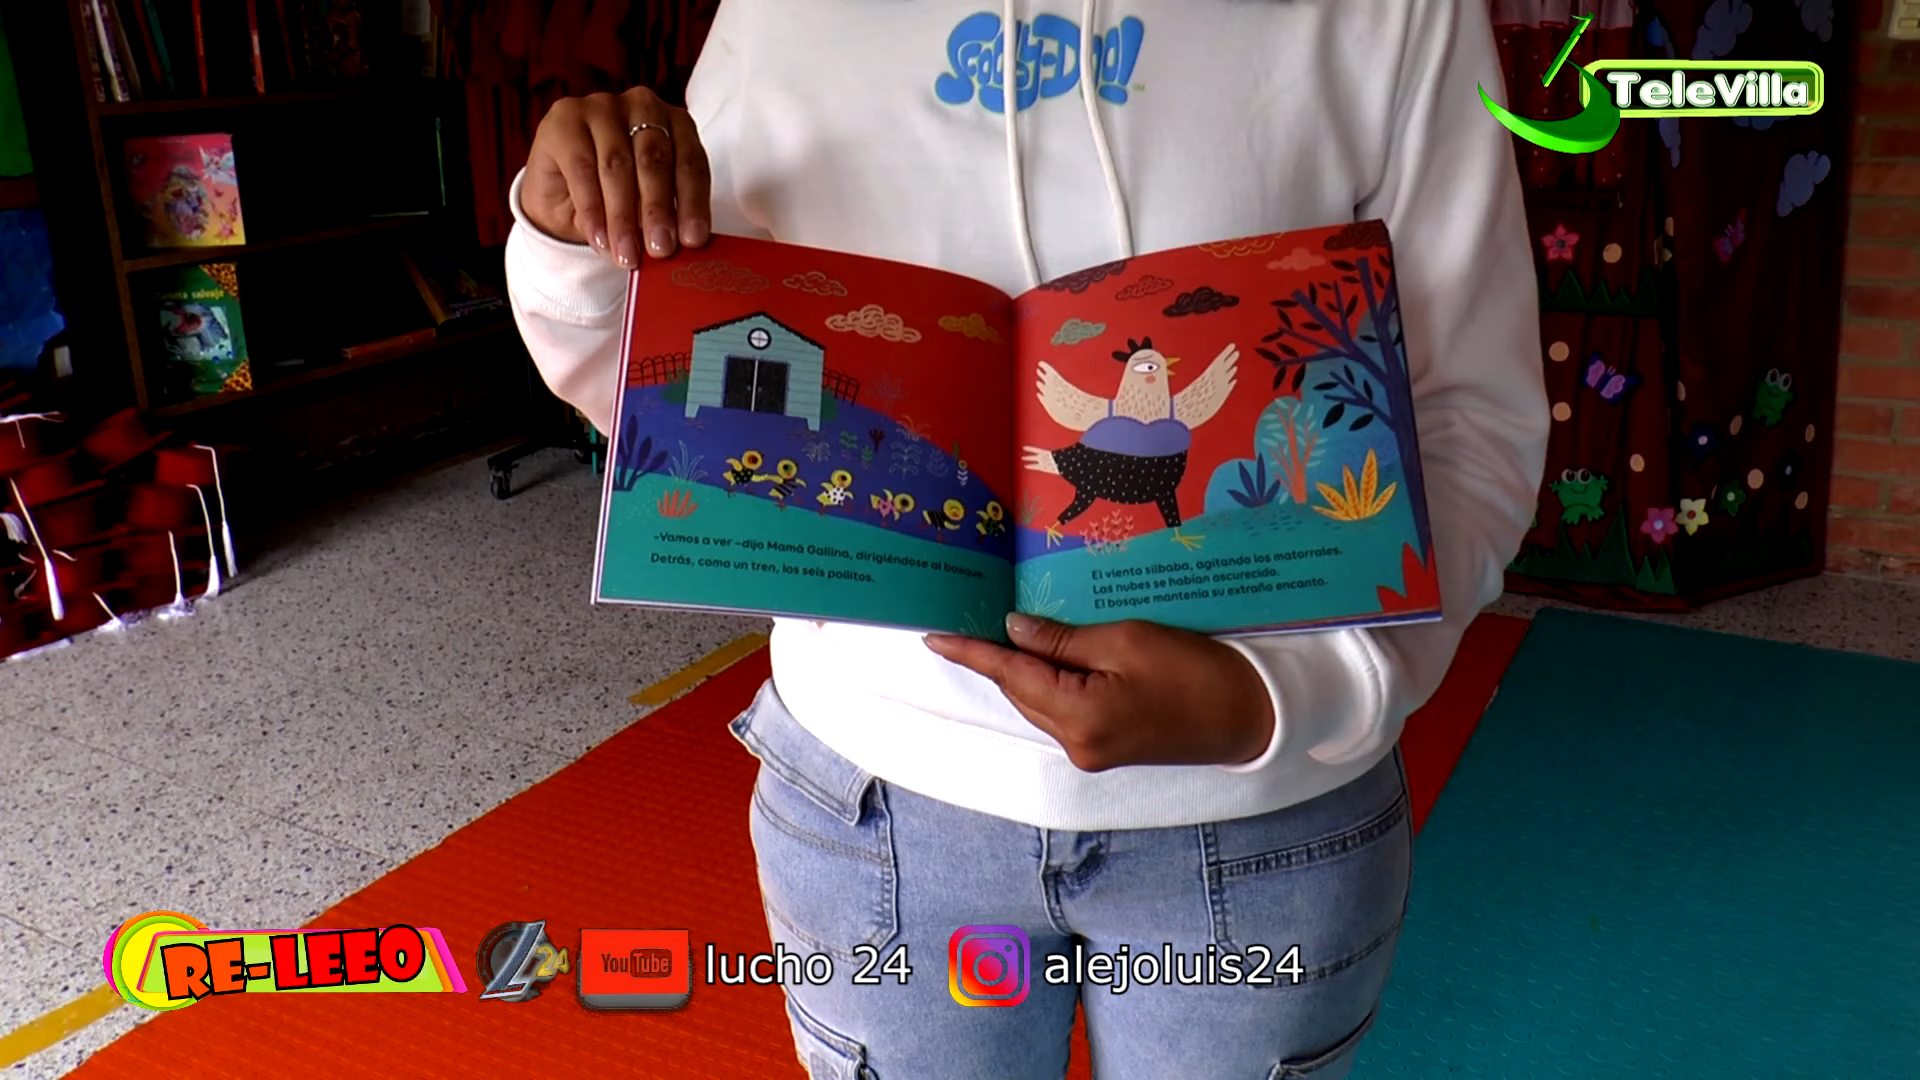 SCOOBY-DOO!
TeleVilla
salvaje
-Vamos a ver -dijo Mamá Gallina, dirigiéndose al bosque.
Detrás, como un tren, los seis pollitos.
El viento silbaba, agitando los matorrales.
Las nubes se habían oscurecido.
El bosque mantenía su extraño encanto.
RE-LEEO
L24
YouTube
lucho 24
alejoluis24